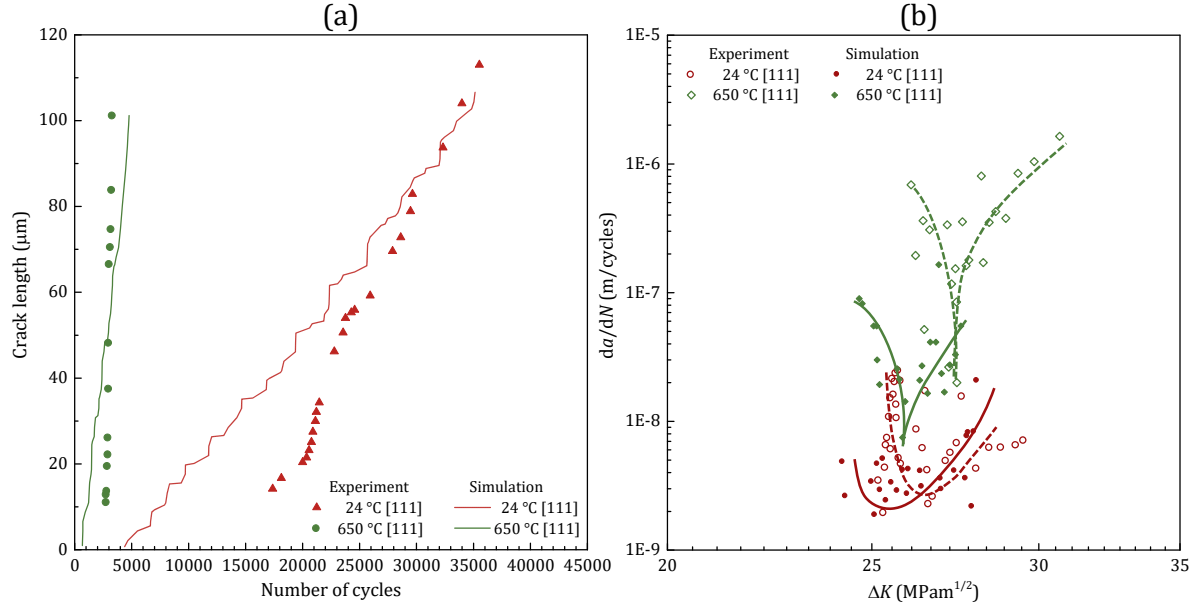 (a)
120
100
80
60
40
20
0
Crack length (μm)
Experiment Simulation
24 °C [111] 24 °C [111]
650 °C [111] 650 °C [111]
0 5000 10000 15000 20000 25000 30000 35000 40000 45000
Number of cycles
(b)
1E-5
1E-6
1E-7
1E-8
1E-9
da/dN (m/cycles)
Experiment Simulation
24 °C [111] 24 °C [111]
650 °C [111] 650 °C [111]
20 25 30 35
ΔK (MPam^1/2)